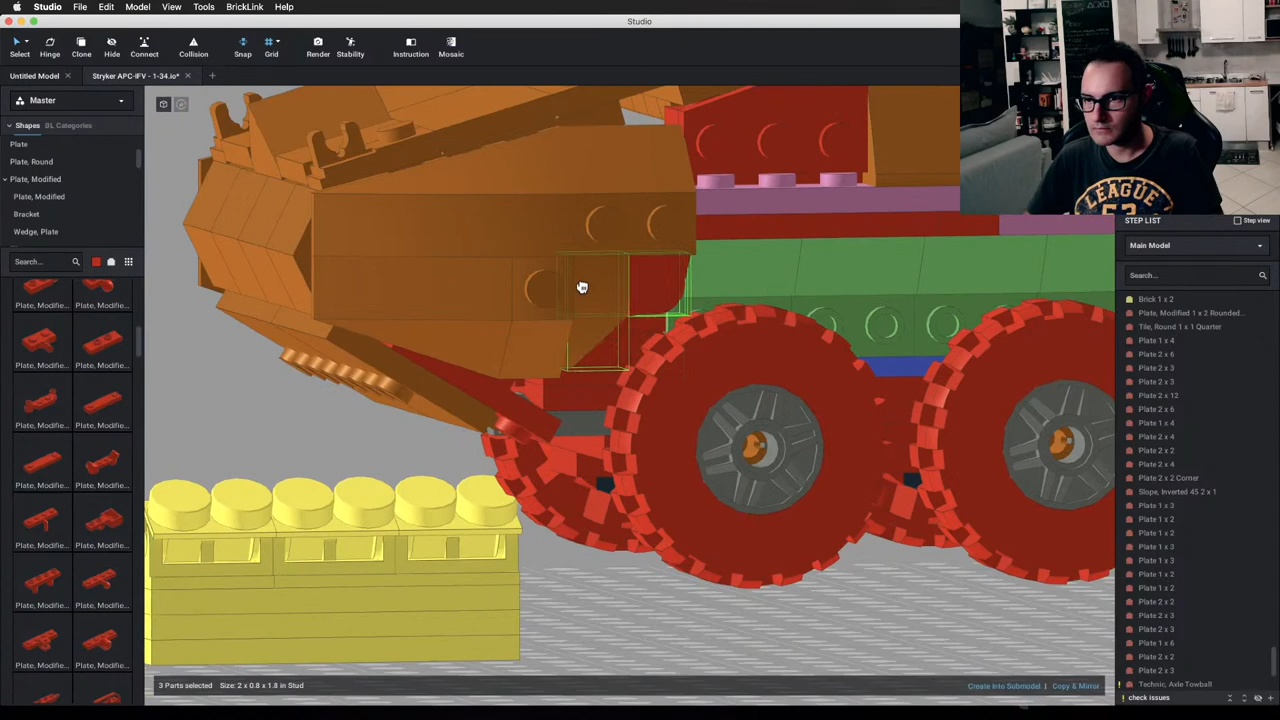 Studio File Edit Model View Tools BrickLink Help
Studio
Select Hinge Clone Hide Connect Collision Snap Grid Render Stability Instruction Mosaic
Untitled Model × Stryker APC-IFV - 1-34.io* × +
Master
Shapes BL Categories
Plate
Plate, Round
Plate, Modified
Plate, Modified
Bracket
Wedge, Plate
Search...
Plate, Modifie... Plate, Modifie...
Plate, Modifie... Plate, Modifie...
Plate, Modifie... Plate, Modifie...
Plate, Modifie... Plate, Modifie...
Plate, Modifie... Plate, Modifie...
Plate, Modifie... Plate, Modifie...
Plate, Modifie... Plate, Modifie...
3 Parts selected Size: 2 x 0.8 x 1.8 in Stud
Create Into Submodel | Copy & Mirror
LEAGUE
STEP LIST Step view
Main Model
Search...
Brick 1 x 2
Plate, Modified 1 x 2 Rounded...
Tile, Round 1 x 1 Quarter
Plate 1 x 4
Plate 2 x 6
Plate 2 x 3
Plate 2 x 3
Plate 2 x 12
Plate 2 x 6
Plate 1 x 4
Plate 2 x 4
Plate 2 x 2
Plate 2 x 4
Plate 2 x 2 Corner
Slope, Inverted 45 2 x 1
Plate 1 x 3
Plate 1 x 2
Plate 1 x 2
Plate 1 x 3
Plate 1 x 3
Plate 1 x 2
Plate 1 x 2
Plate 2 x 2
Plate 2 x 3
Plate 2 x 3
Plate 1 x 6
Plate 2 x 2
Plate 2 x 3
Technic, Axle Towball
check issues